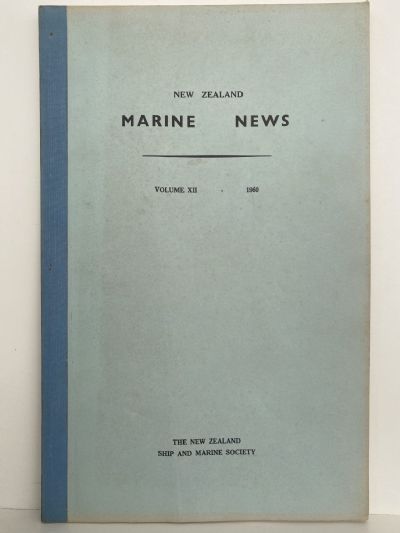 NEW ZEALAND
MARINE NEWS
VOLUME XII - 1960
THE NEW ZEALAND
SHIP AND MARINE SOCIETY